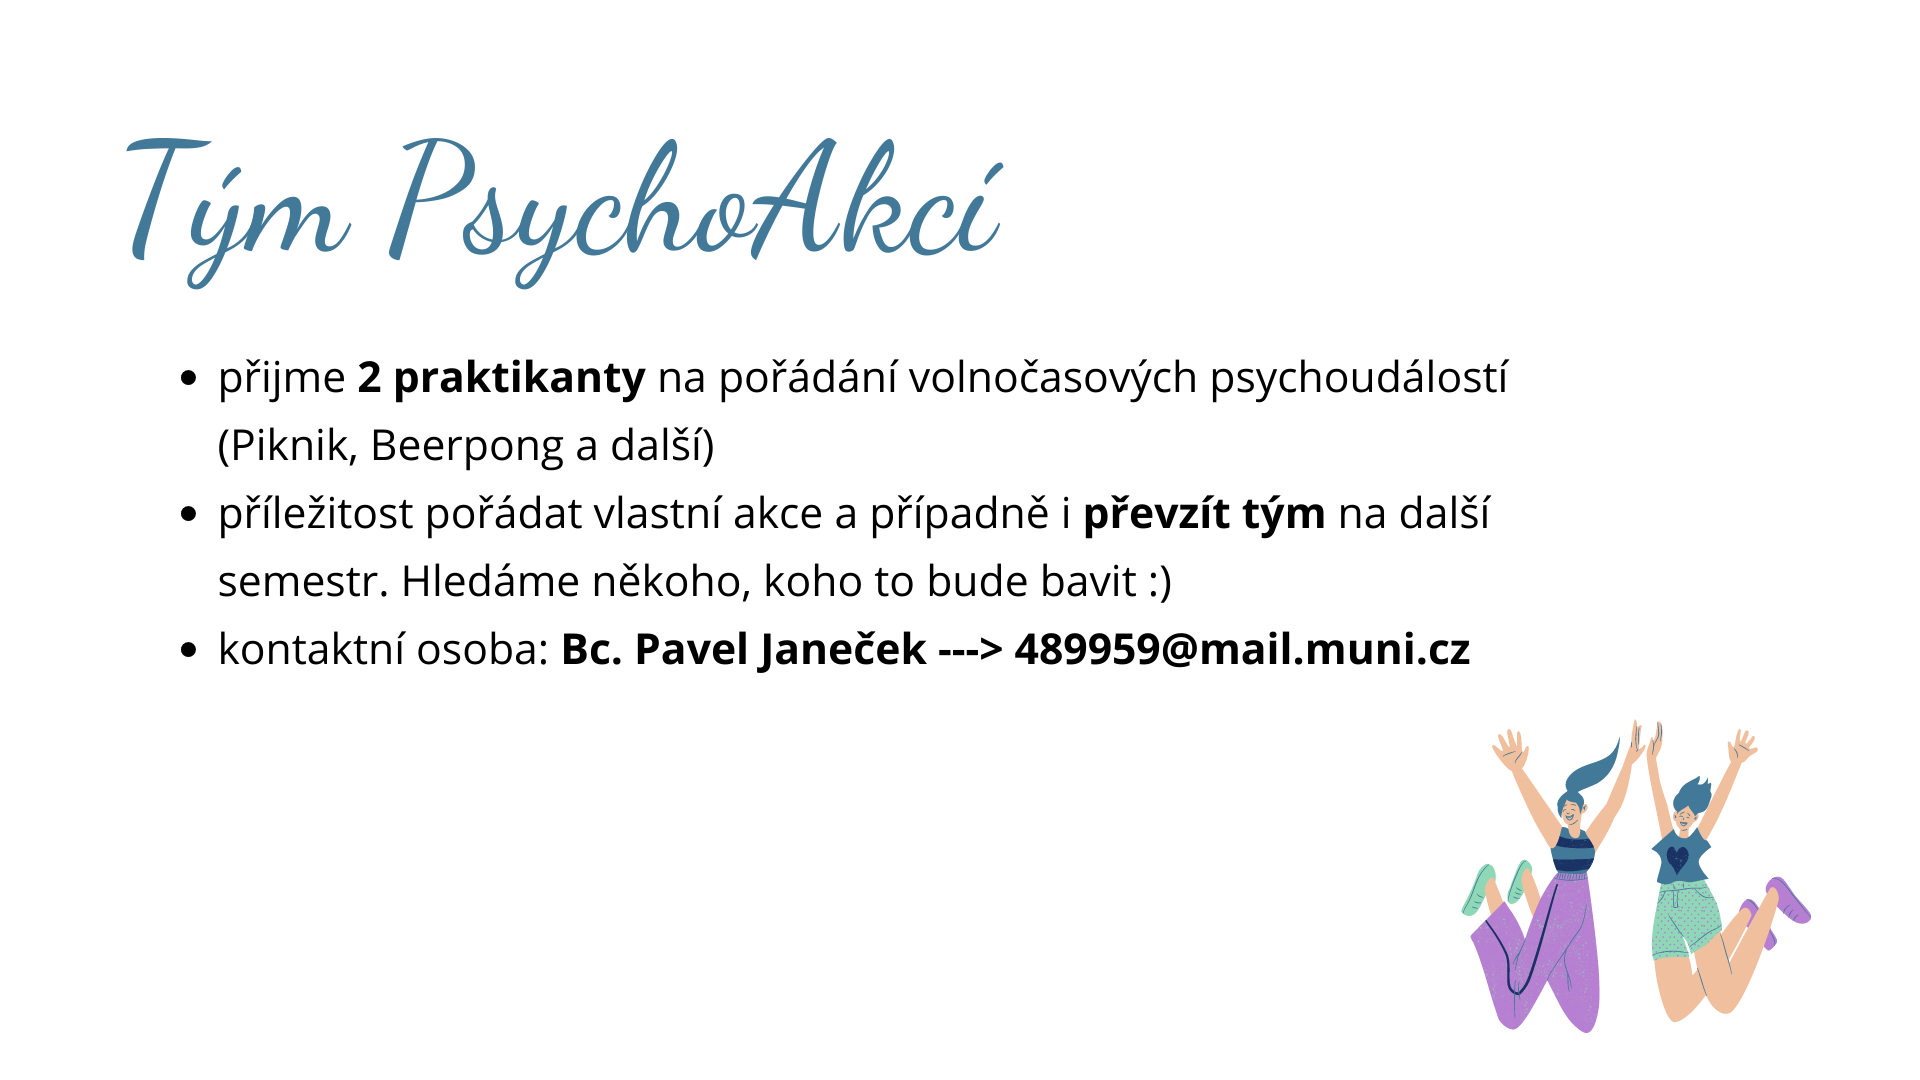 Tým PsychoAkcí
• přijme 2 praktikanty na pořádání volnočasových psychoudálostí
(Piknik, Beerpong a další)
• příležitost pořádat vlastní akce a případně i převzít tým na další
semestr. Hledáme někoho, koho to bude bavit :)
• kontaktní osoba: Bc. Pavel Janeček ---> 489959@mail.muni.cz